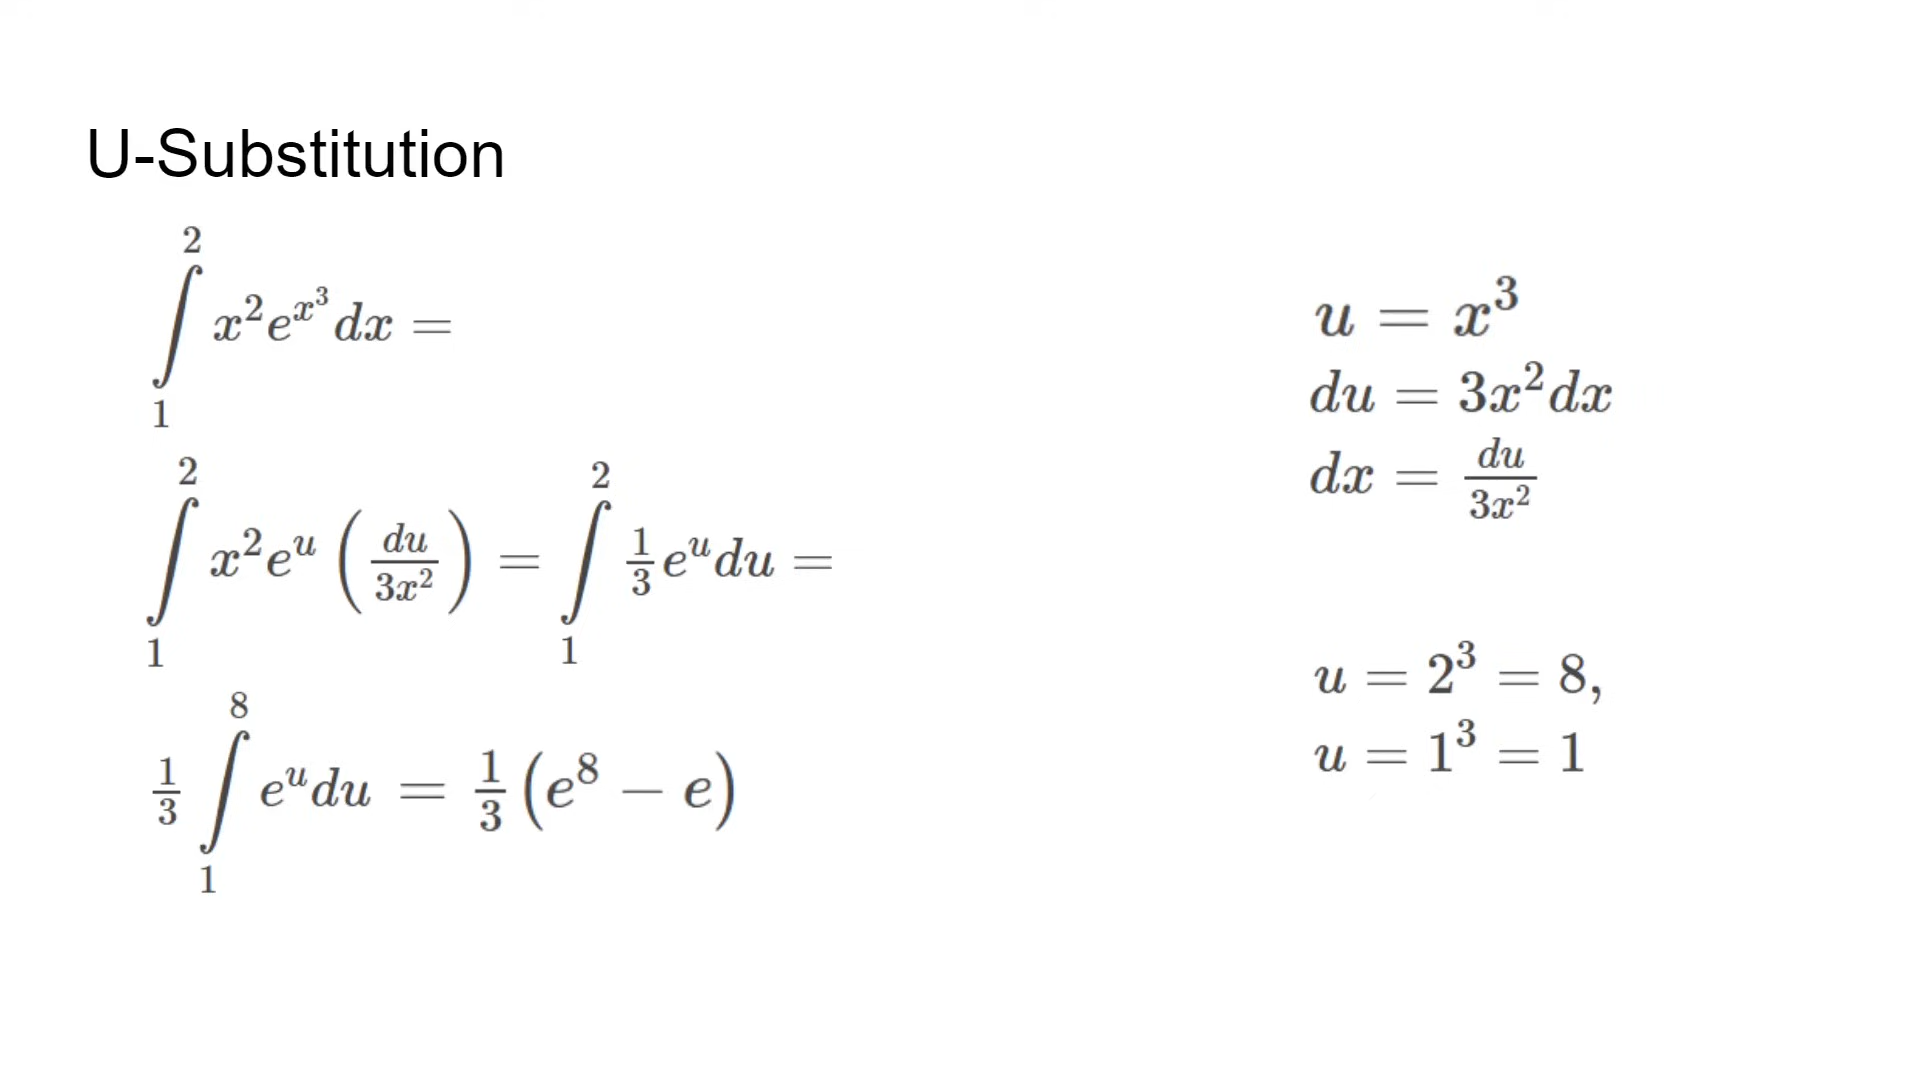 U-Substitution
∫₁² x²e^{x³}dx =
∫₁² x²e^u (du/3x²) = ∫₁² 1/3 e^u du =
1/3 ∫₁⁸ e^u du = 1/3 (e⁸ − e)
u = x³
du = 3x²dx
dx = du/3x²
u = 2³ = 8,
u = 1³ = 1